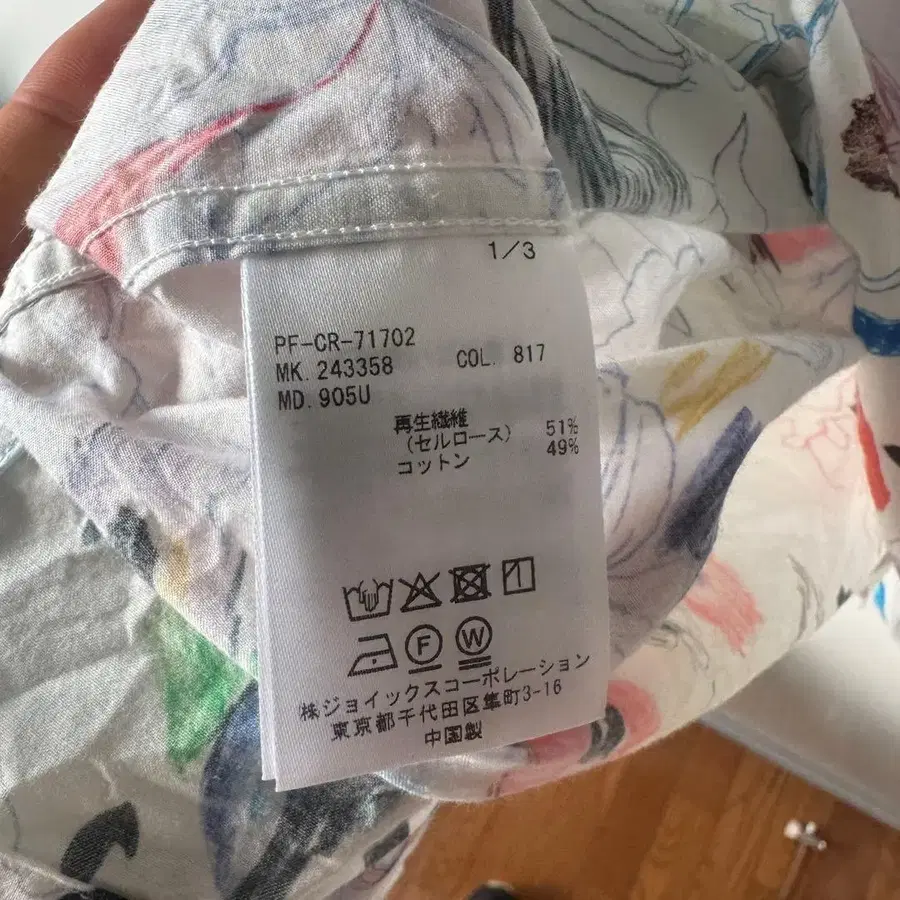 1/3
PF-CR-71702
MK. 243358 COL. 817
MD. 905U
再生繊維
(セルロース) 51%
コットン 49%
F W
㈱ジョイックスコーポレーション
東京都千代田区隼町3-16
中国製